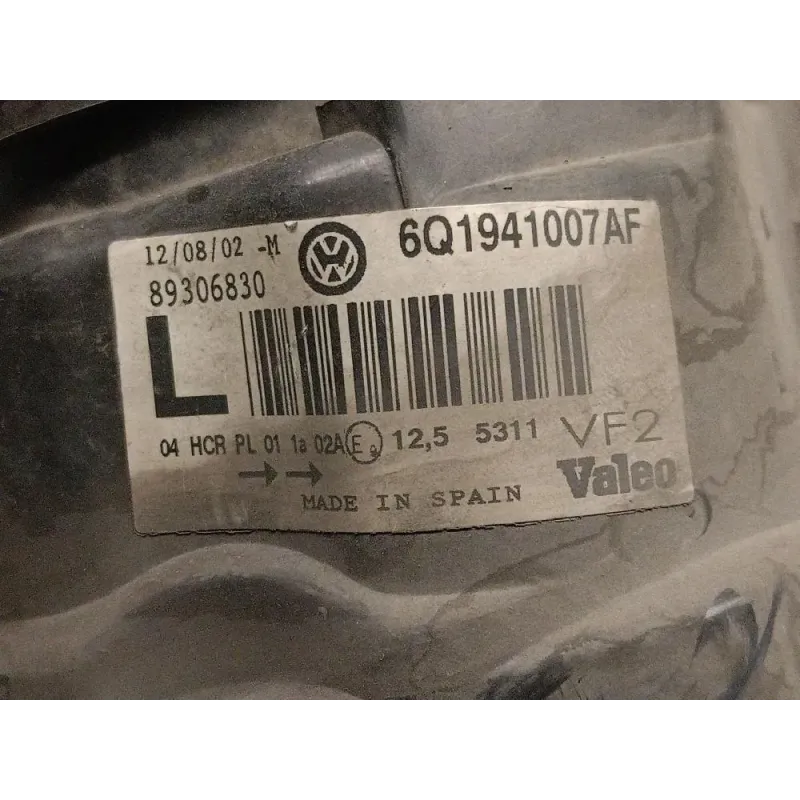 12/08/02 -M 6Q1941007AF
89306830
L
04 HCR PL 01 1a 02A E9 12,5 5311 VF2
→ → MADE IN SPAIN Valeo